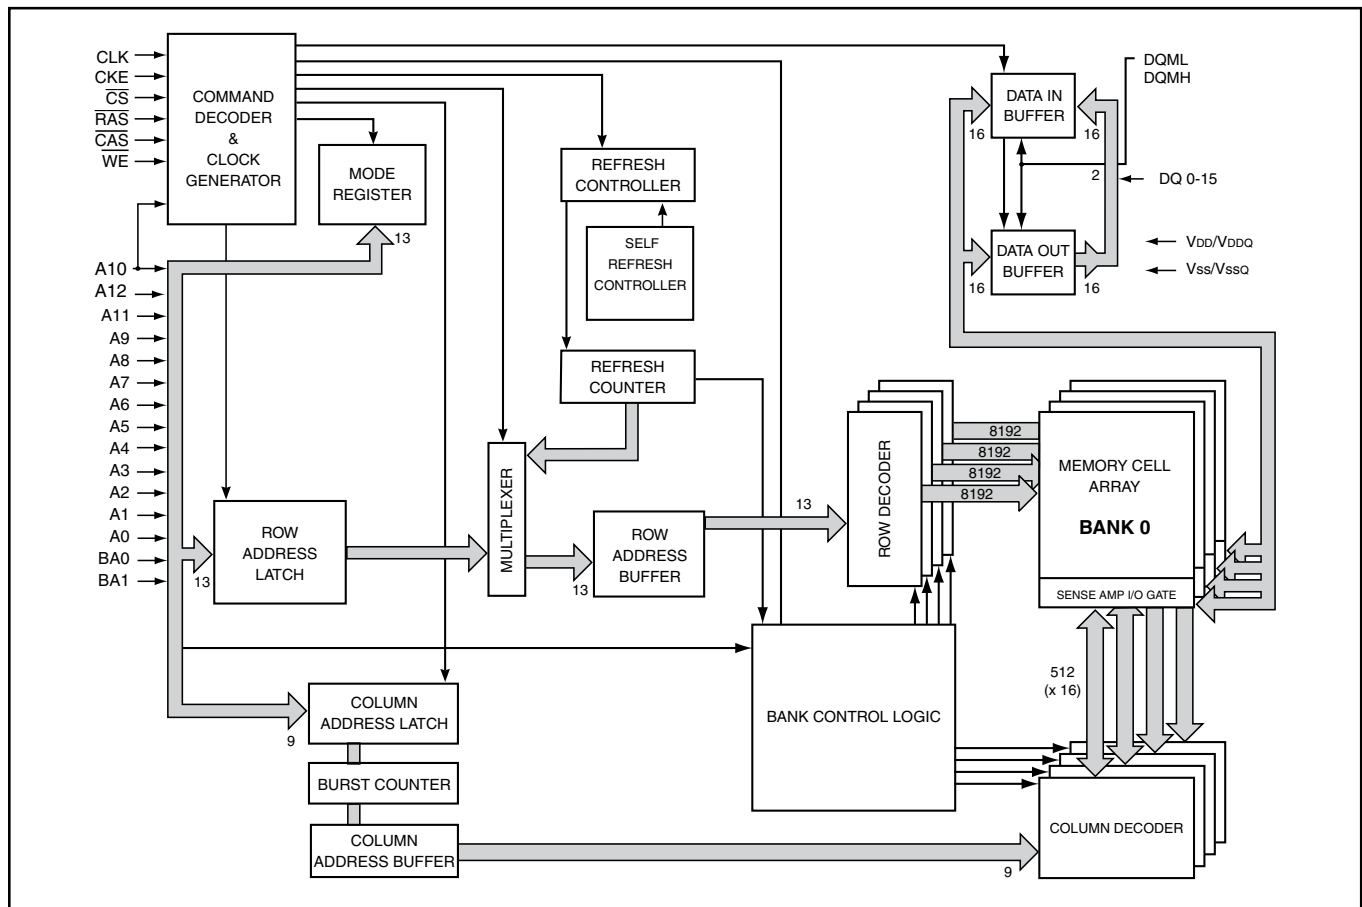 CLK
CKE
CS
RAS
CAS
WE
A10
A12
A11
A9
A8
A7
A6
A5
A4
A3
A2
A1
A0
BA0
BA1
COMMAND
DECODER
&
CLOCK
GENERATOR
MODE
REGISTER
13
REFRESH
CONTROLLER
SELF
REFRESH
CONTROLLER
REFRESH
COUNTER
DATA IN
BUFFER
16
16
DQML
DQMH
2
DQ 0-15
DATA OUT
BUFFER
16
16
VDD/VDDQ
VSS/VSSQ
ROW
ADDRESS
LATCH
13
MULTIPLEXER
13
ROW
ADDRESS
BUFFER
13
ROW DECODER
8192
8192
8192
8192
MEMORY CELL
ARRAY
BANK 0
SENSE AMP I/O GATE
512
(x 16)
BANK CONTROL LOGIC
9
COLUMN
ADDRESS LATCH
BURST COUNTER
COLUMN
ADDRESS BUFFER
9
COLUMN DECODER